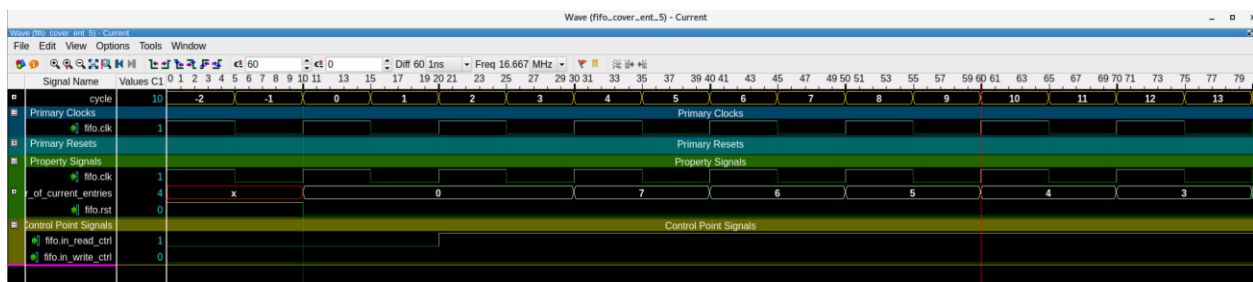 Wave (fifo_cover_ent_5) - Current
Wave (fifo_cover_ent_5) - Current
File Edit View Options Tools Window
60 0 Diff 60 1ns Freq 16.667 MHz
Signal Name Values C1 0 1 2 3 4 5 6 7 8 9 10 11 13 15 17 19 20 21 23 25 27 29 30 31 33 35 37 39 40 41 43 45 47 49 50 51 53 55 57 59 60 61 63 65 67 69 70 71 73 75 77 79
cycle 10 -2 -1 0 1 2 3 4 5 6 7 8 9 10 11 12 13
Primary Clocks Primary Clocks
fifo.clk 1
Primary Resets Primary Resets
Property Signals Property Signals
fifo.clk 1
r_of_current_entries 4 x 0 7 6 5 4 3
fifo.rst 0
Control Point Signals Control Point Signals
fifo.in_read_ctrl 1
fifo.in_write_ctrl 0